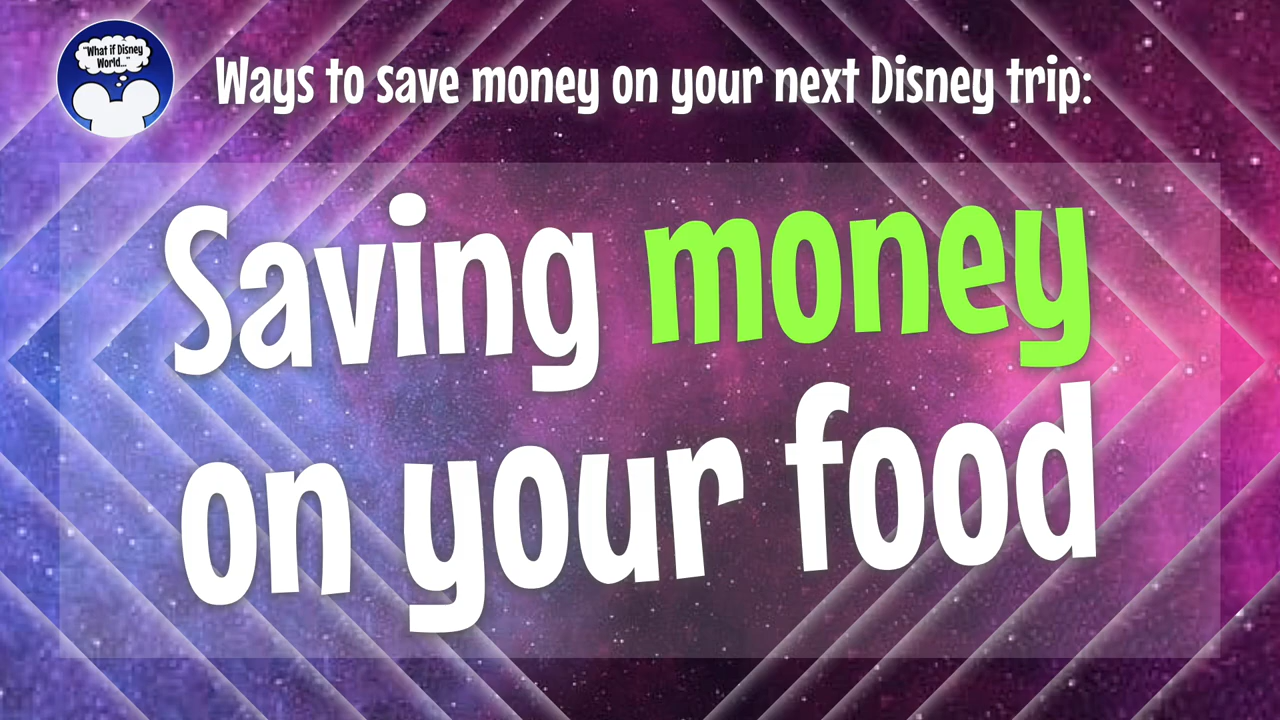 "What if Disney
World..."
Ways to save money on your next Disney trip:
Saving money
on your food